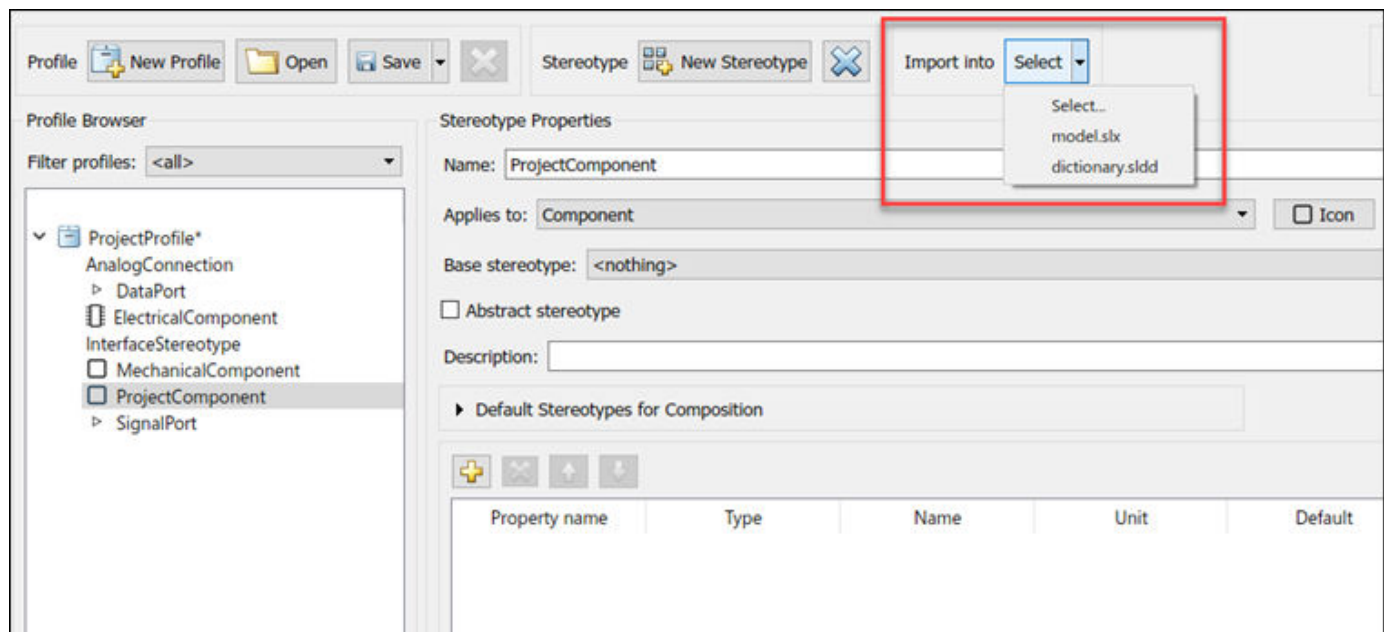 Profile New Profile Open Save Stereotype New Stereotype Import into Select
Select...
model.slx
dictionary.sldd
Profile Browser
Filter profiles: <all>
ProjectProfile*
AnalogConnection
DataPort
ElectricalComponent
InterfaceStereotype
MechanicalComponent
ProjectComponent
SignalPort
Stereotype Properties
Name: ProjectComponent
Applies to: Component Icon
Base stereotype: <nothing>
Abstract stereotype
Description:
Default Stereotypes for Composition
Property name Type Name Unit Default